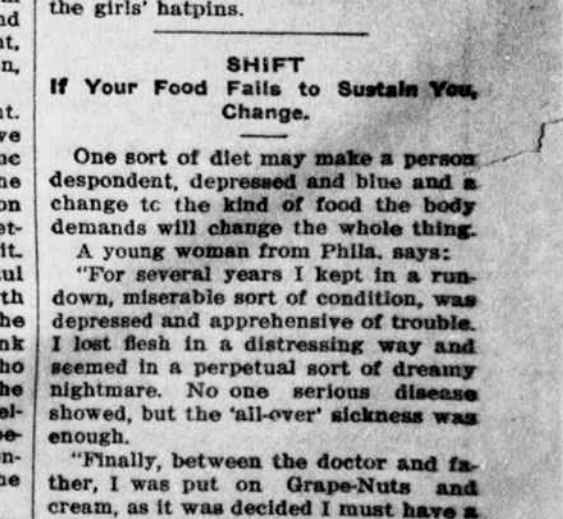 the girls' hatpins.
SHIFT
If Your Food Fails to Sustain You,
Change.
One sort of diet may make a person
despondent, depressed and blue and a
change tc the kind of food the body
demands will change the whole thing.
A young woman from Phila. says:
"For several years I kept in a run-
down, miserable sort of condition, was
depressed and apprehensive of trouble.
I lost flesh in a distressing way and
seemed in a perpetual sort of dreamy
nightmare. No one serious disease
showed, but the 'all-over' sickness was
enough.
"Finally, between the doctor and fa-
ther, I was put on Grape-Nuts and
cream, as it was decided I must have a